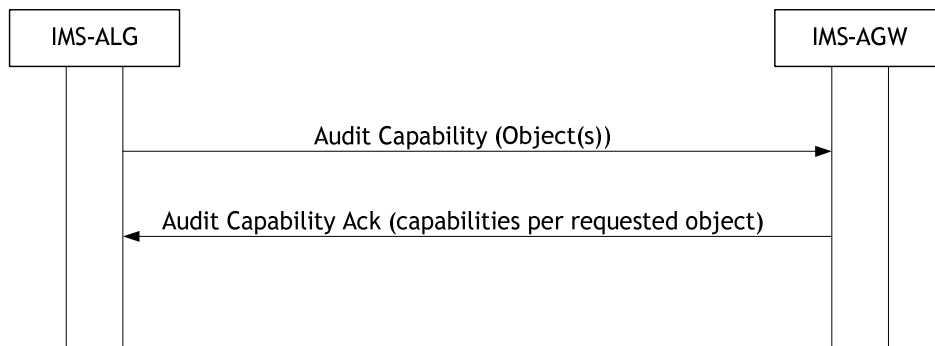 IMS-ALG
IMS-AGW
Audit Capability (Object(s))
Audit Capability Ack (capabilities per requested object)